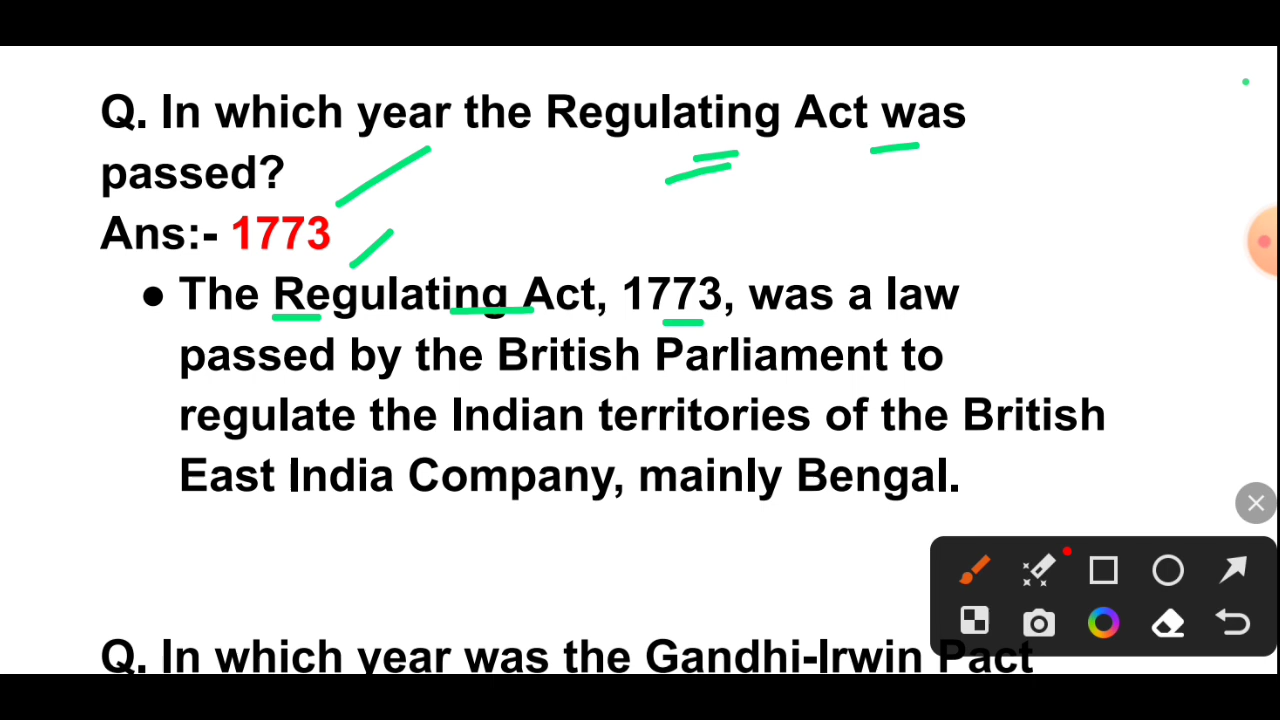 Q. In which year the Regulating Act was
passed?
Ans:- 1773
● The Regulating Act, 1773, was a law
passed by the British Parliament to
regulate the Indian territories of the British
East India Company, mainly Bengal.
Q. In which year was the Gandhi-Irwin Pact